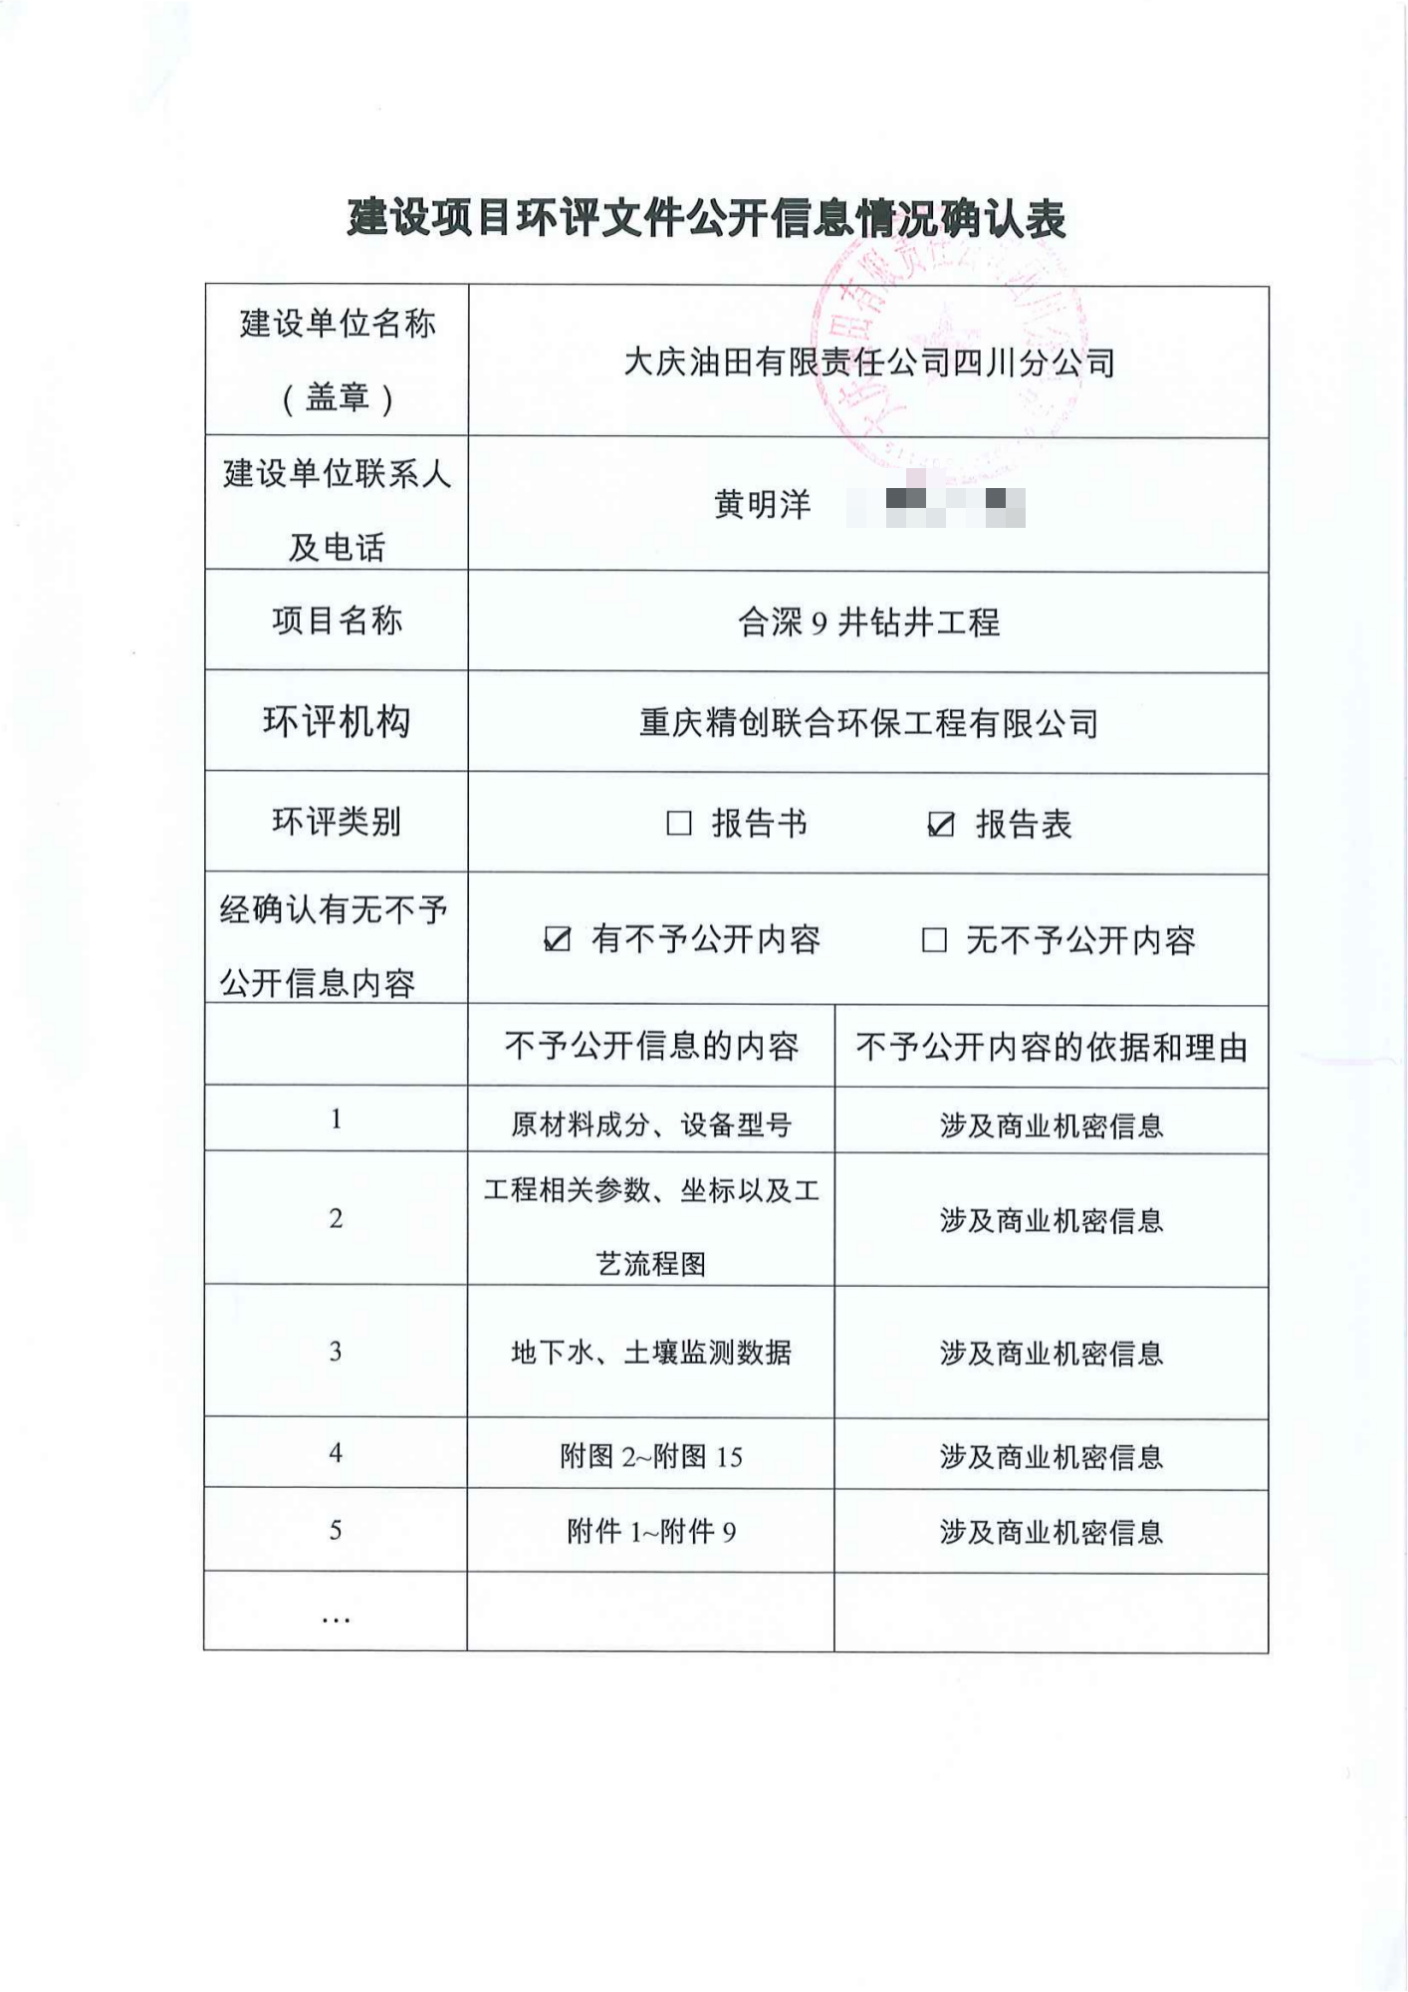 建设项目环评文件公开信息情况确认表
建设单位名称
（盖章）
大庆油田有限责任公司四川分公司
建设单位联系人
及电话
黄明洋
项目名称
合深 9 井钻井工程
环评机构
重庆精创联合环保工程有限公司
环评类别
□ 报告书 ☑ 报告表
经确认有无不予
公开信息内容
☑ 有不予公开内容 □ 无不予公开内容
不予公开信息的内容 不予公开内容的依据和理由
1 原材料成分、设备型号 涉及商业机密信息
2 工程相关参数、坐标以及工
艺流程图
涉及商业机密信息
3 地下水、土壤监测数据 涉及商业机密信息
4 附图 2~附图 15 涉及商业机密信息
5 附件 1~附件 9 涉及商业机密信息
…